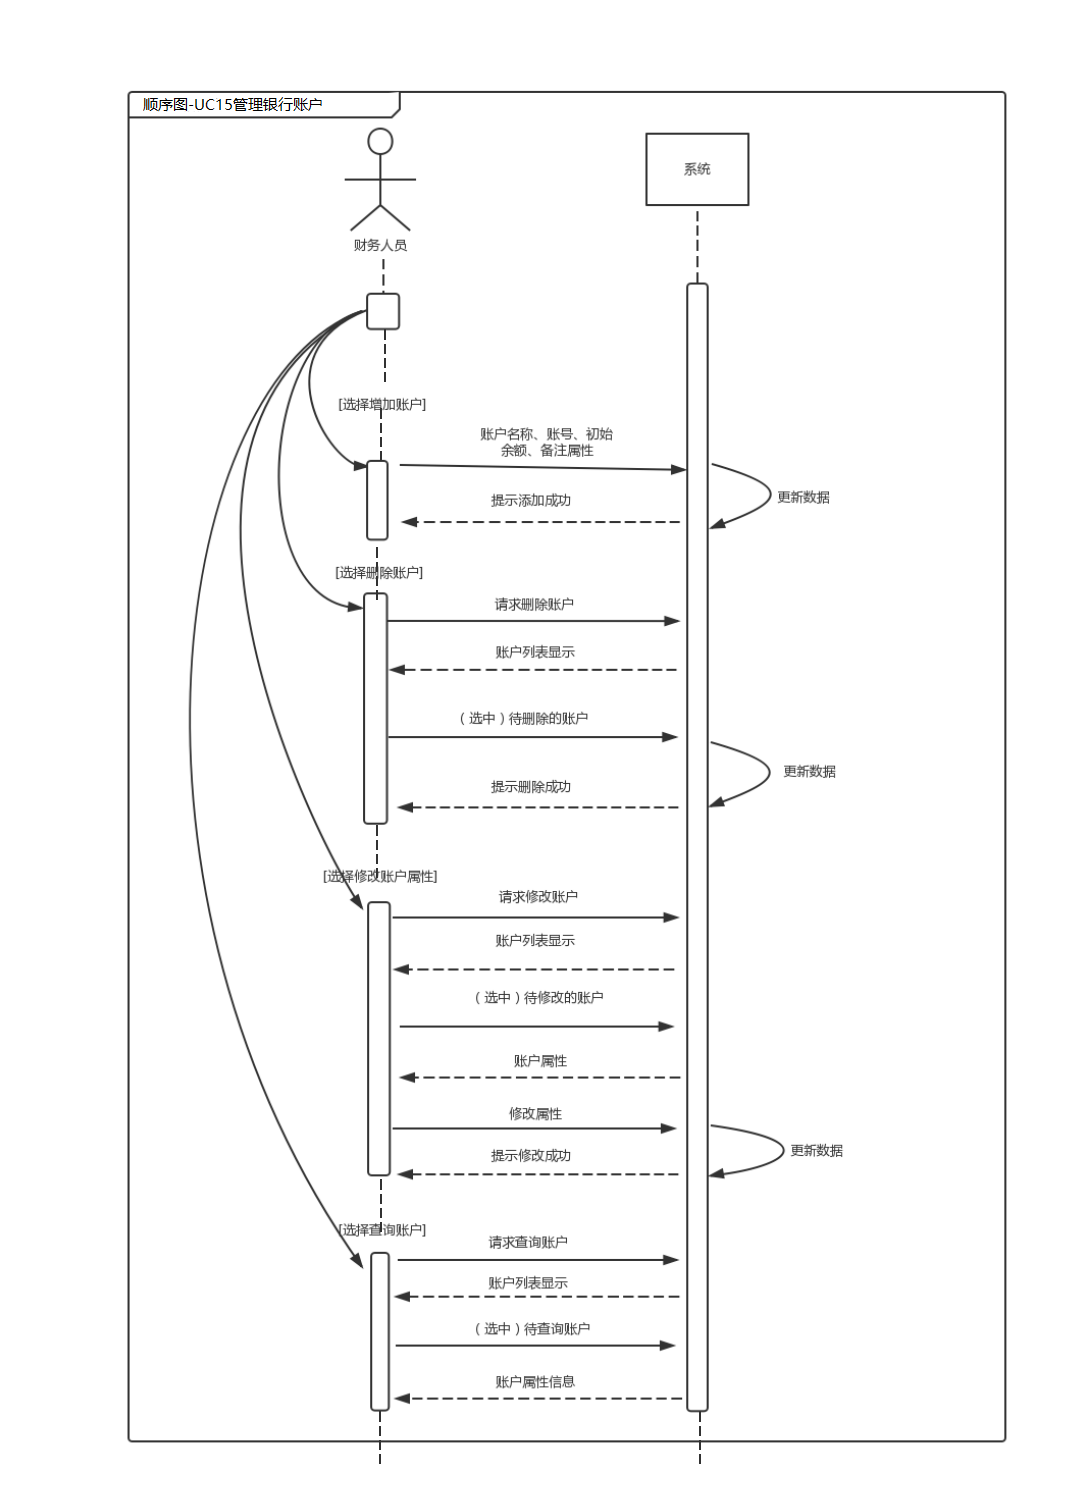 顺序图-UC15管理银行账户
系统
财务人员
[选择增加账户]
账户名称、账号、初始
余额、备注属性
更新数据
提示添加成功
[选择删除账户]
请求删除账户
账户列表显示
（选中）待删除的账户
更新数据
提示删除成功
[选择修改账户属性]
请求修改账户
账户列表显示
（选中）待修改的账户
账户属性
修改属性
更新数据
提示修改成功
[选择查询账户]
请求查询账户
账户列表显示
（选中）待查询账户
账户属性信息